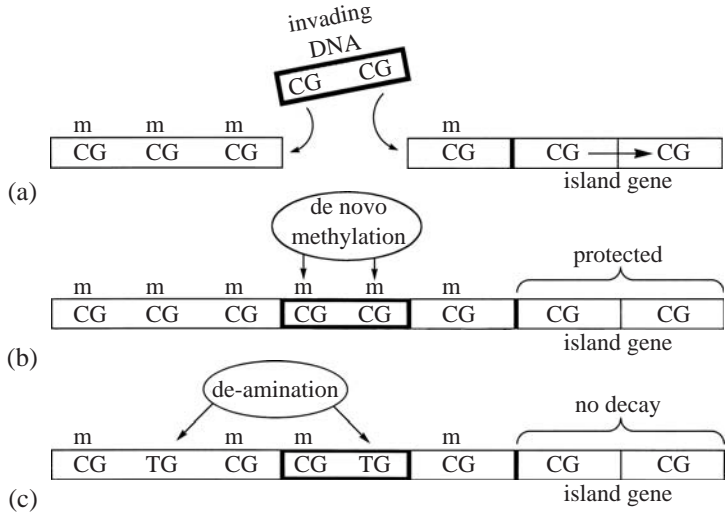 invading
DNA
CG CG
m m m m
CG CG CG CG CG CG
island gene
(a)
de novo
methylation
protected
m m m m m m
CG CG CG CG CG CG CG CG
island gene
(b)
de-amination
no decay
m m m m
CG TG CG CG TG CG CG CG
island gene
(c)